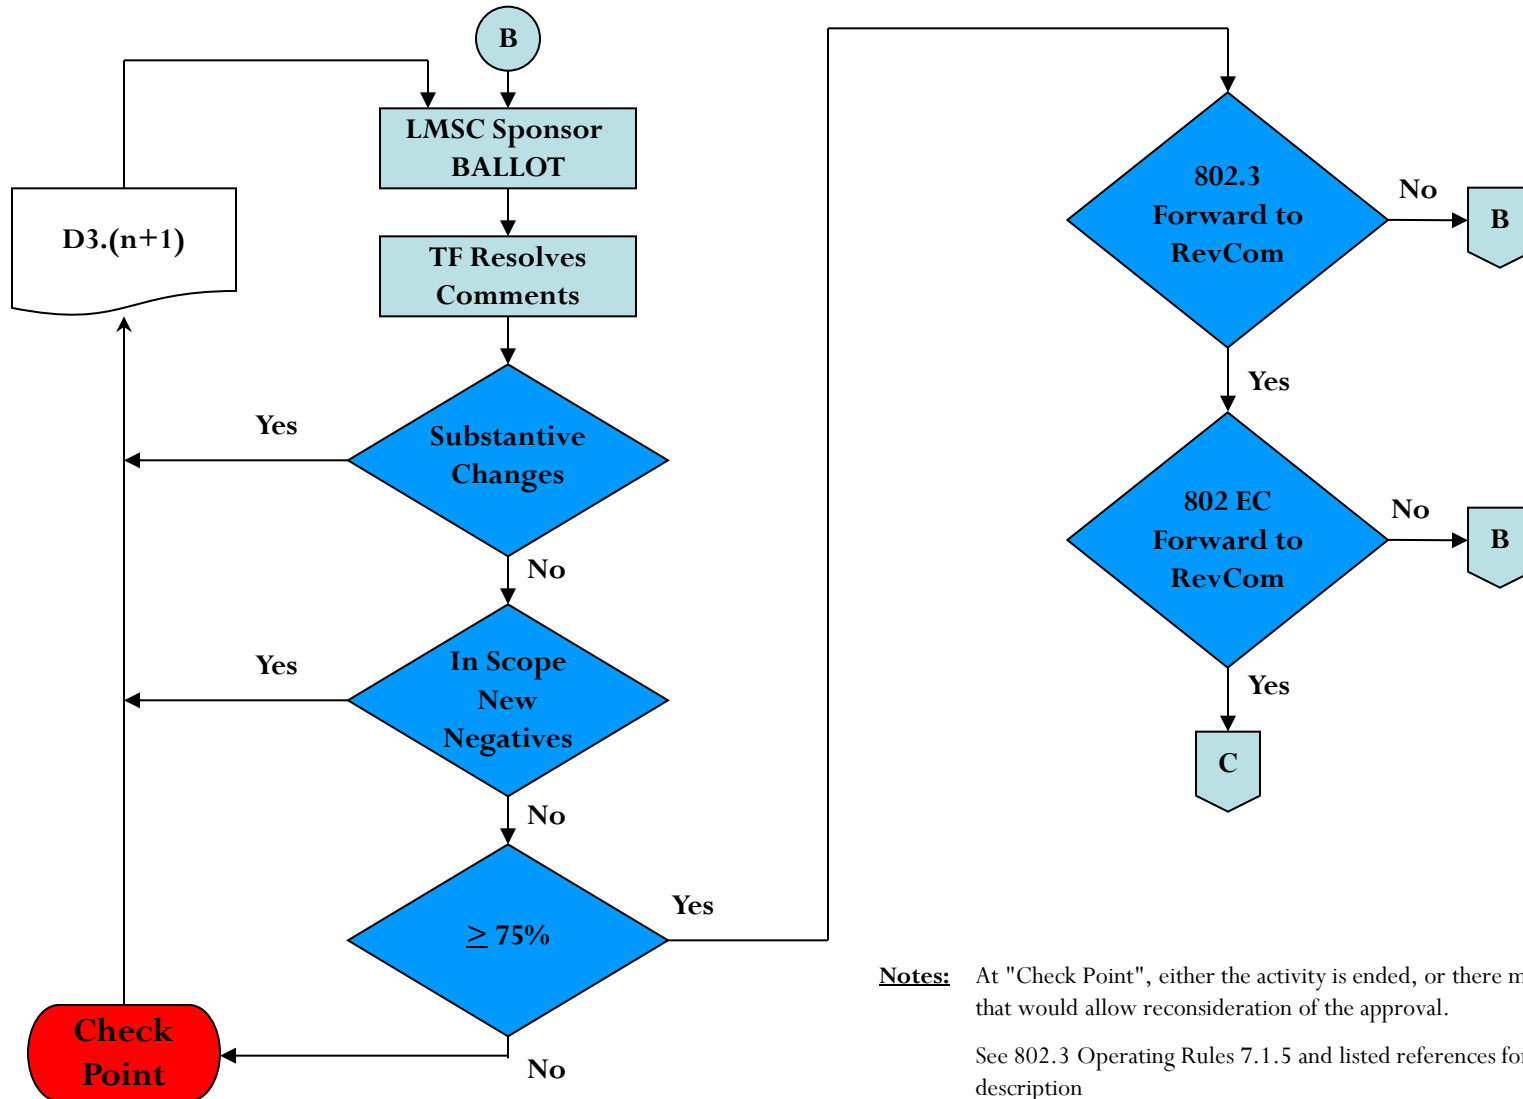 B
LMSC Sponsor
BALLOT
D3.(n+1)
TF Resolves
Comments
Yes
Substantive
Changes
No
Yes
In Scope
New
Negatives
No
≥ 75%
Yes
Check
Point
No
802.3
Forward to
RevCom
No
B
Yes
802 EC
Forward to
RevCom
No
B
Yes
C
Notes: At "Check Point", either the activity is ended, or there
that would allow reconsideration of the approval.
See 802.3 Operating Rules 7.1.5 and listed references for
description